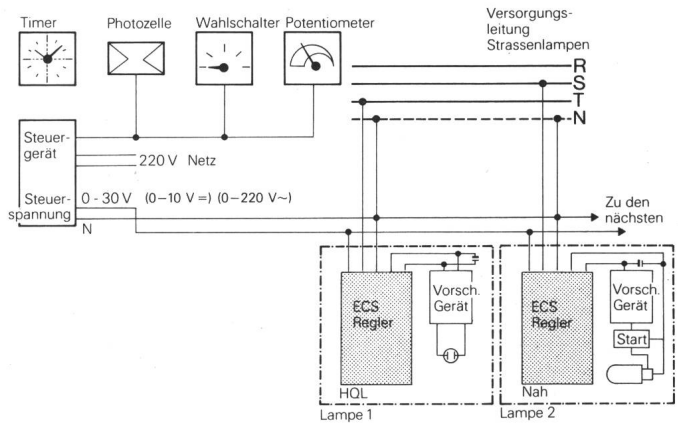 Timer
Photozelle
Wahlschalter
Potentiometer
Versorgungs-
leitung
Strassenlampen
R
S
T
N
Steuer-
gerät
220 V Netz
Steuer-
spannung
0 - 30 V (0–10 V =) (0–220 V~)
N
Zu den
nächsten
ECS
Regler
Vorsch.
Gerät
HQL
Lampe 1
ECS
Regler
Vorsch.
Gerät
Start
Nah
Lampe 2